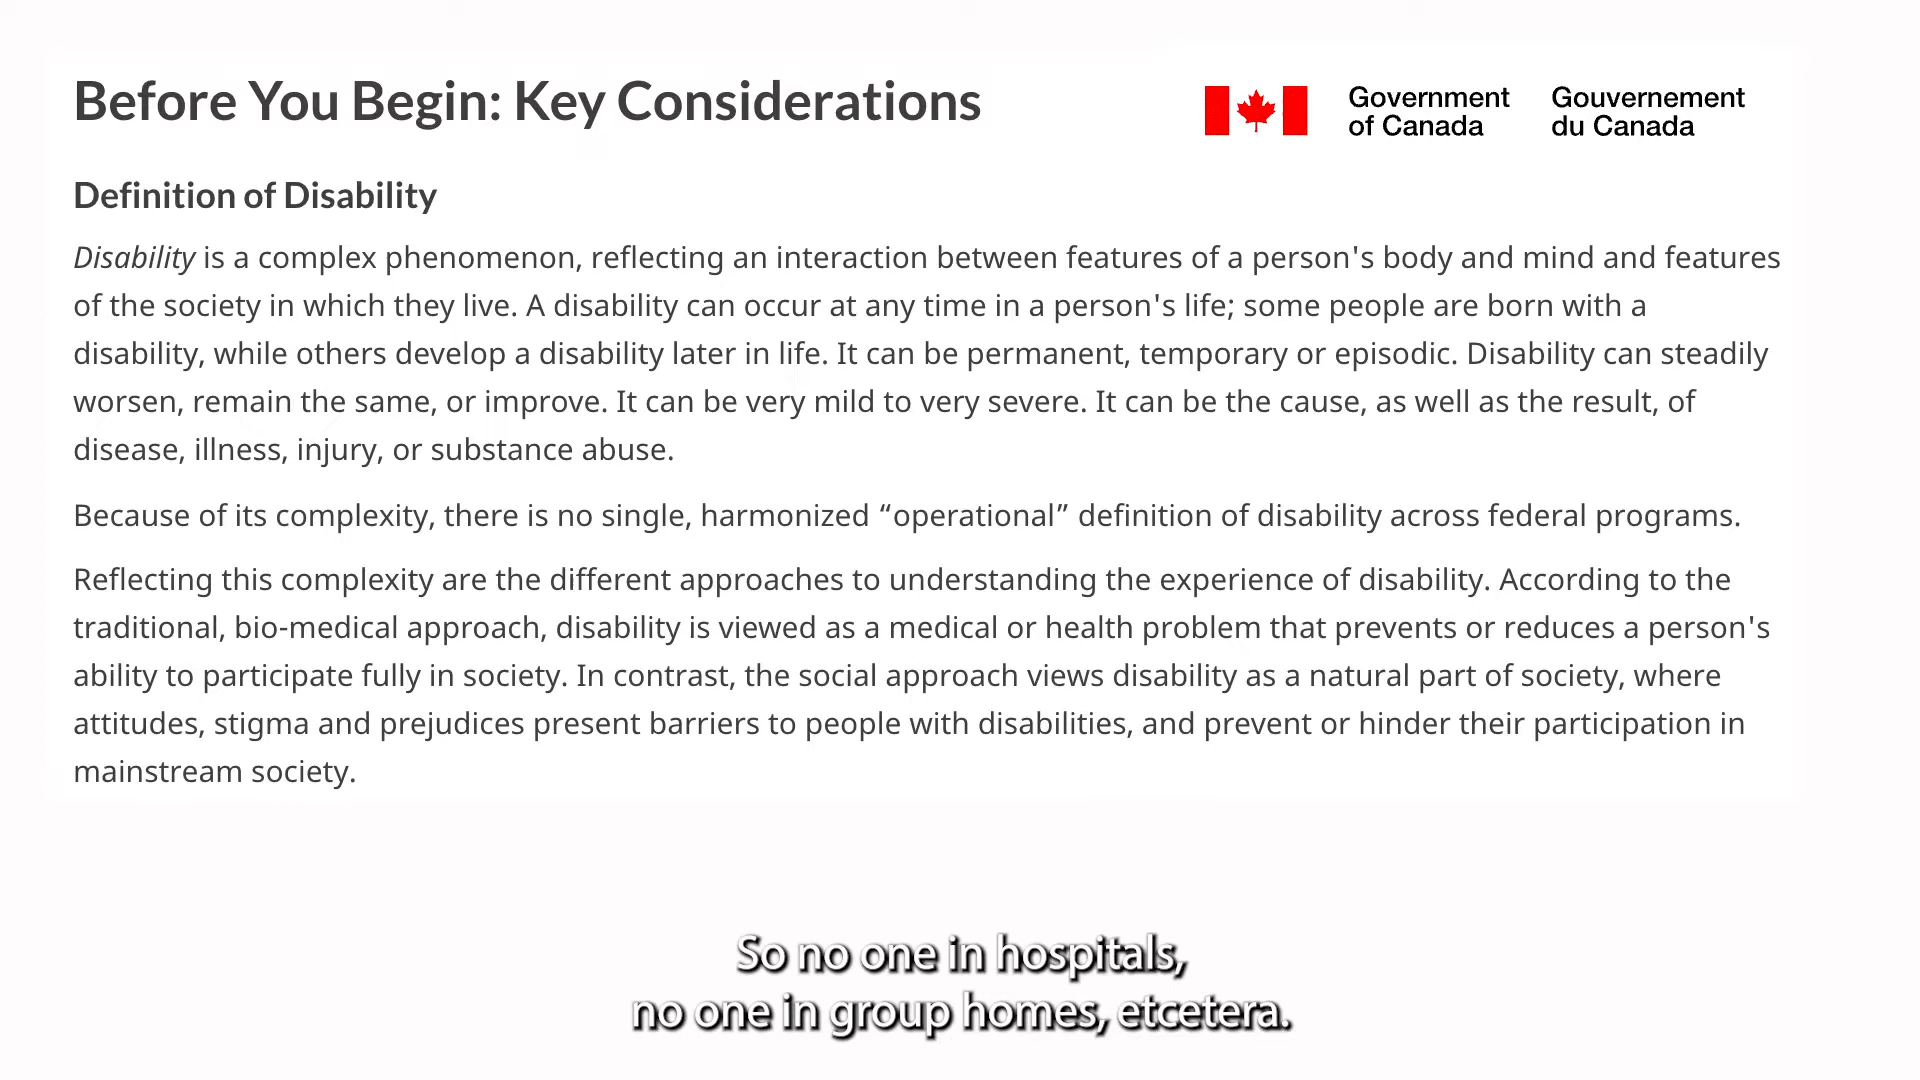 Before You Begin: Key Considerations
Government of Canada
Gouvernement du Canada
Definition of Disability
Disability is a complex phenomenon, reflecting an interaction between features of a person's body and mind and features
of the society in which they live. A disability can occur at any time in a person's life; some people are born with a
disability, while others develop a disability later in life. It can be permanent, temporary or episodic. Disability can steadily
worsen, remain the same, or improve. It can be very mild to very severe. It can be the cause, as well as the result, of
disease, illness, injury, or substance abuse.
Because of its complexity, there is no single, harmonized “operational” definition of disability across federal programs.
Reflecting this complexity are the different approaches to understanding the experience of disability. According to the
traditional, bio-medical approach, disability is viewed as a medical or health problem that prevents or reduces a person's
ability to participate fully in society. In contrast, the social approach views disability as a natural part of society, where
attitudes, stigma and prejudices present barriers to people with disabilities, and prevent or hinder their participation in
mainstream society.
So no one in hospitals,
no one in group homes, etcetera.